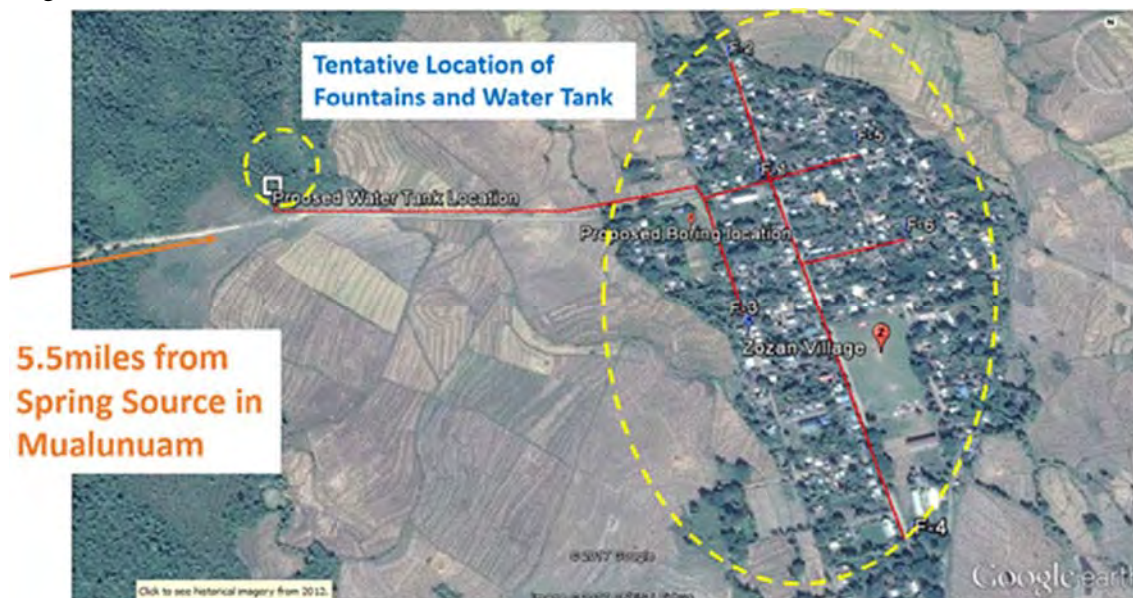 Tentative Location of
Fountains and Water Tank
N
F-2
F-5
F-1
Proposed Water Tank Location
F-6
Proposed Boring location
F-3
Z
Zozan Village
5.5miles from
Spring Source in
Mualunuam
F-4
© 2017 Google
Google earth
Click to see historical imagery from 2012.